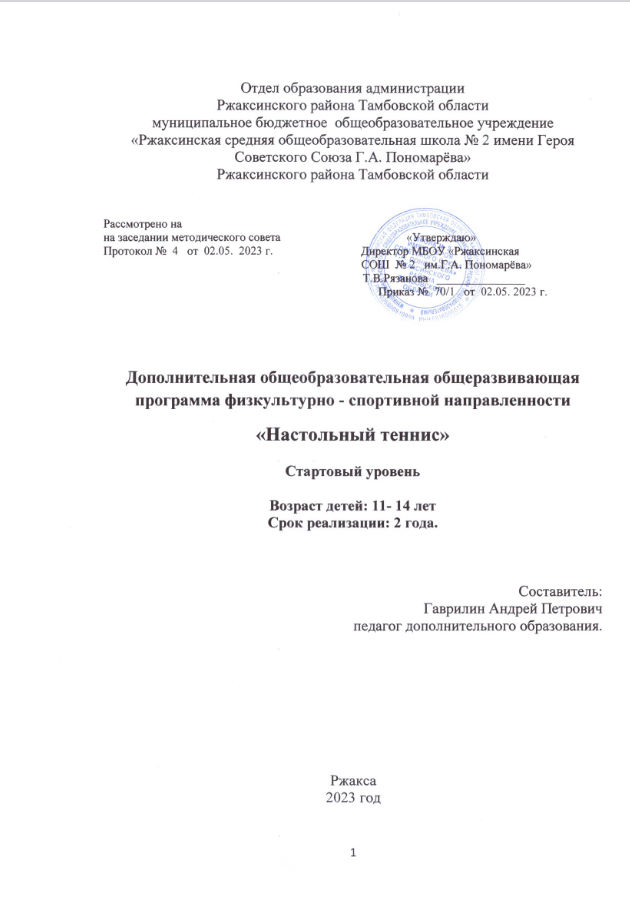 Отдел образования администрации
Ржаксинского района Тамбовской области
муниципальное бюджетное общеобразовательное учреждение
«Ржаксинская средняя общеобразовательная школа № 2 имени Героя
Советского Союза Г.А. Пономарёва»
Ржаксинского района Тамбовской области
Рассмотрено на
на заседании методического совета
Протокол № 4 от 02.05. 2023 г.
«Утверждаю»
Директор МБОУ «Ржаксинская
СОШ № 2 им.Г.А. Пономарёва»
Т.В.Рязанова ________________
Приказ № 70/1 от 02.05. 2023 г.
Дополнительная общеобразовательная общеразвивающая
программа физкультурно - спортивной направленности
«Настольный теннис»
Стартовый уровень
Возраст детей: 11- 14 лет
Срок реализации: 2 года.
Составитель:
Гаврилин Андрей Петрович
педагог дополнительного образования.
Ржакса
2023 год
1